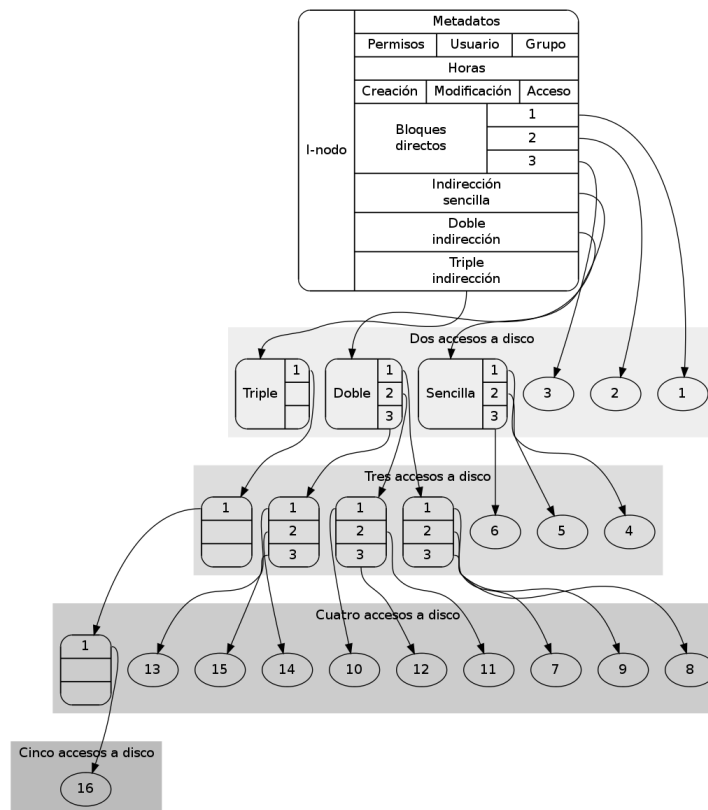 Metadatos
Permisos Usuario Grupo
Horas
Creación Modificación Acceso
I-nodo
Bloques
directos
1
2
3
Indirección
sencilla
Doble
indirección
Triple
indirección
Dos accesos a disco
Triple 1
Doble 1
2
3
Sencilla 1
2
3
3 2 1
Tres accesos a disco
1
1
2
3
1
2
3
1
2
3
6 5 4
Cuatro accesos a disco
1
13 15 14 10 12 11 7 9 8
Cinco accesos a disco
16